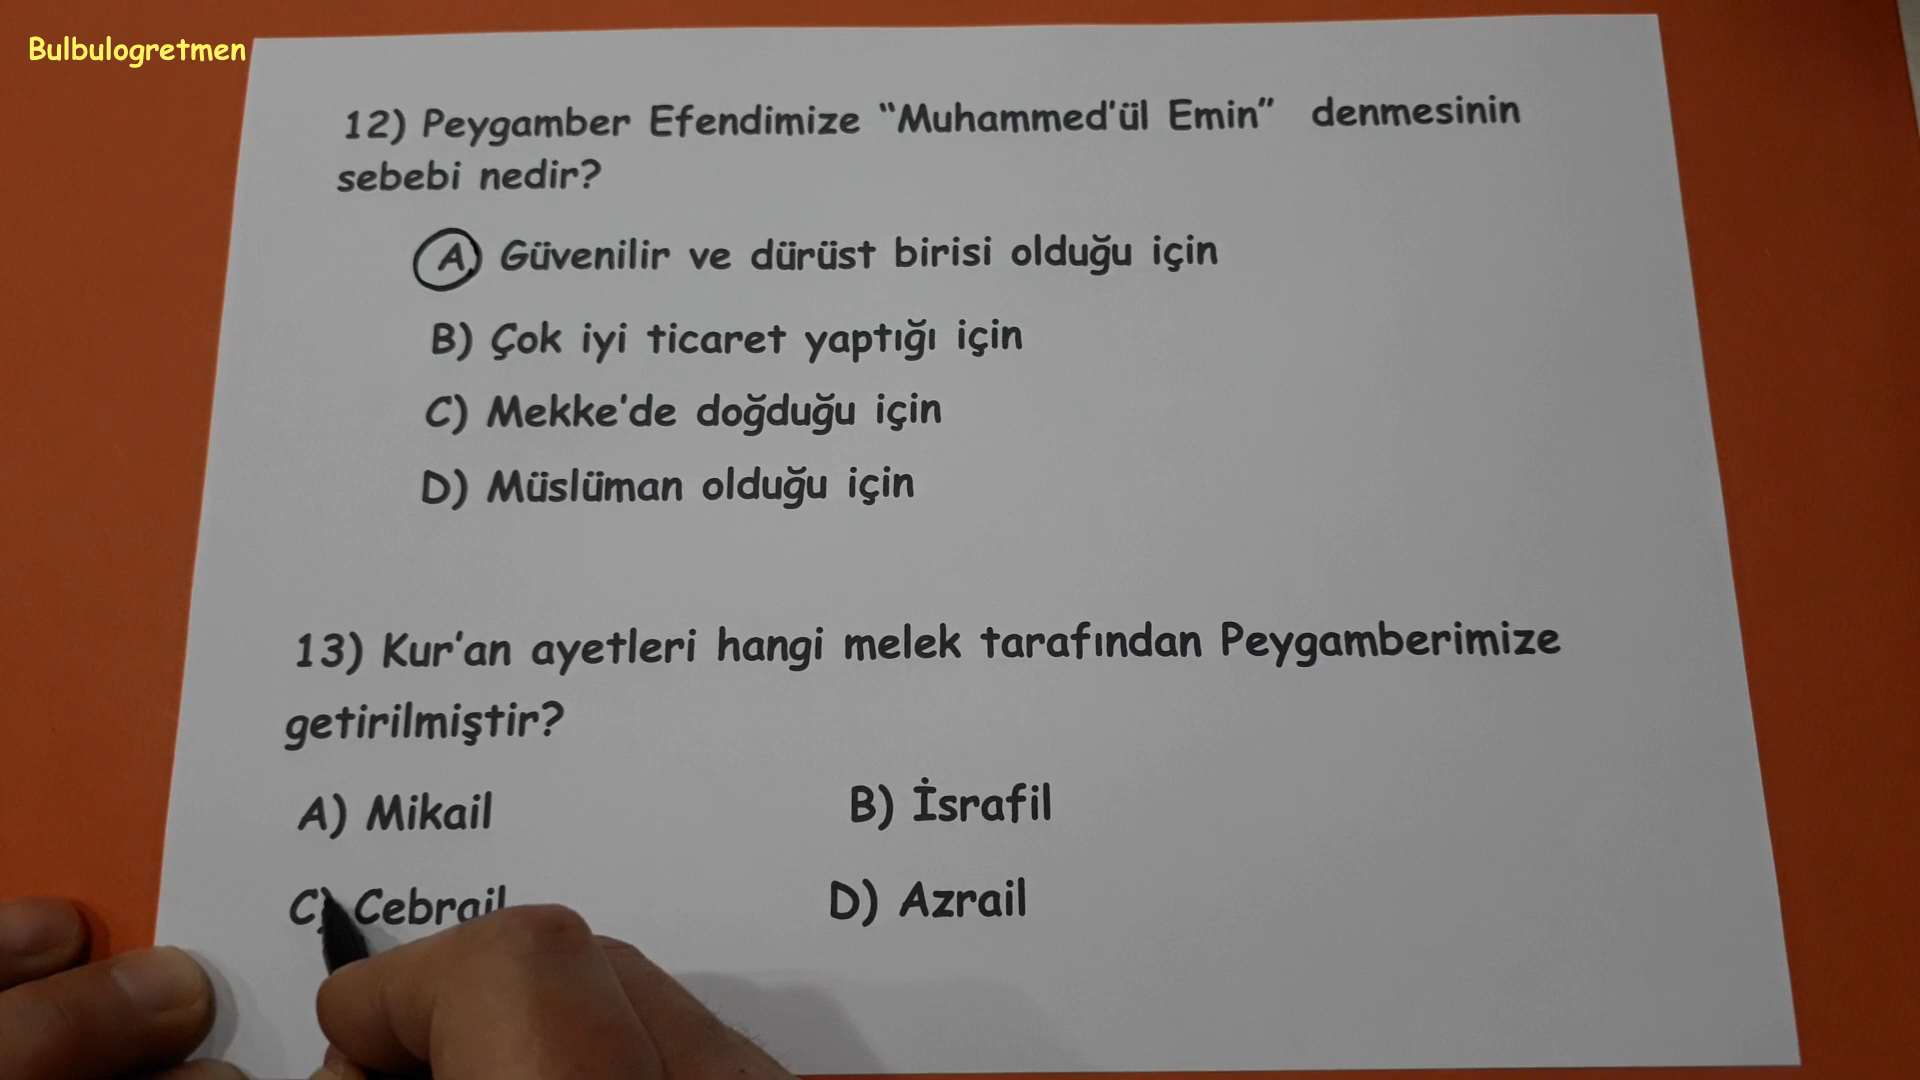 Bulbulogretmen
12) Peygamber Efendimize “Muhammed'ül Emin” denmesinin
sebebi nedir?
A) Güvenilir ve dürüst birisi olduğu için
B) Çok iyi ticaret yaptığı için
C) Mekke'de doğduğu için
D) Müslüman olduğu için
13) Kur'an ayetleri hangi melek tarafından Peygamberimize
getirilmiştir?
A) Mikail B) İsrafil
C) Cebrail D) Azrail